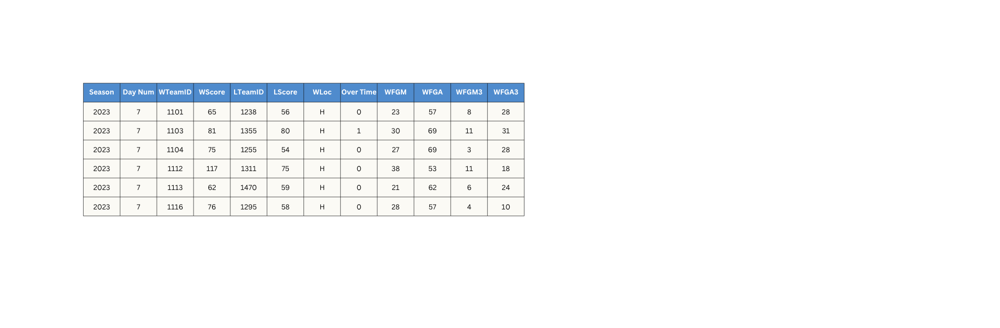 Season Day Num WTeamID WScore LTeamID LScore WLoc Over Time WFGM WFGA WFGM3 WFGA3
2023 7 1101 65 1238 56 H 0 23 57 8 28
2023 7 1103 81 1355 80 H 1 30 69 11 31
2023 7 1104 75 1255 54 H 0 27 69 3 28
2023 7 1112 117 1311 75 H 0 38 53 11 18
2023 7 1113 62 1470 59 H 0 21 62 6 24
2023 7 1116 76 1295 58 H 0 28 57 4 10